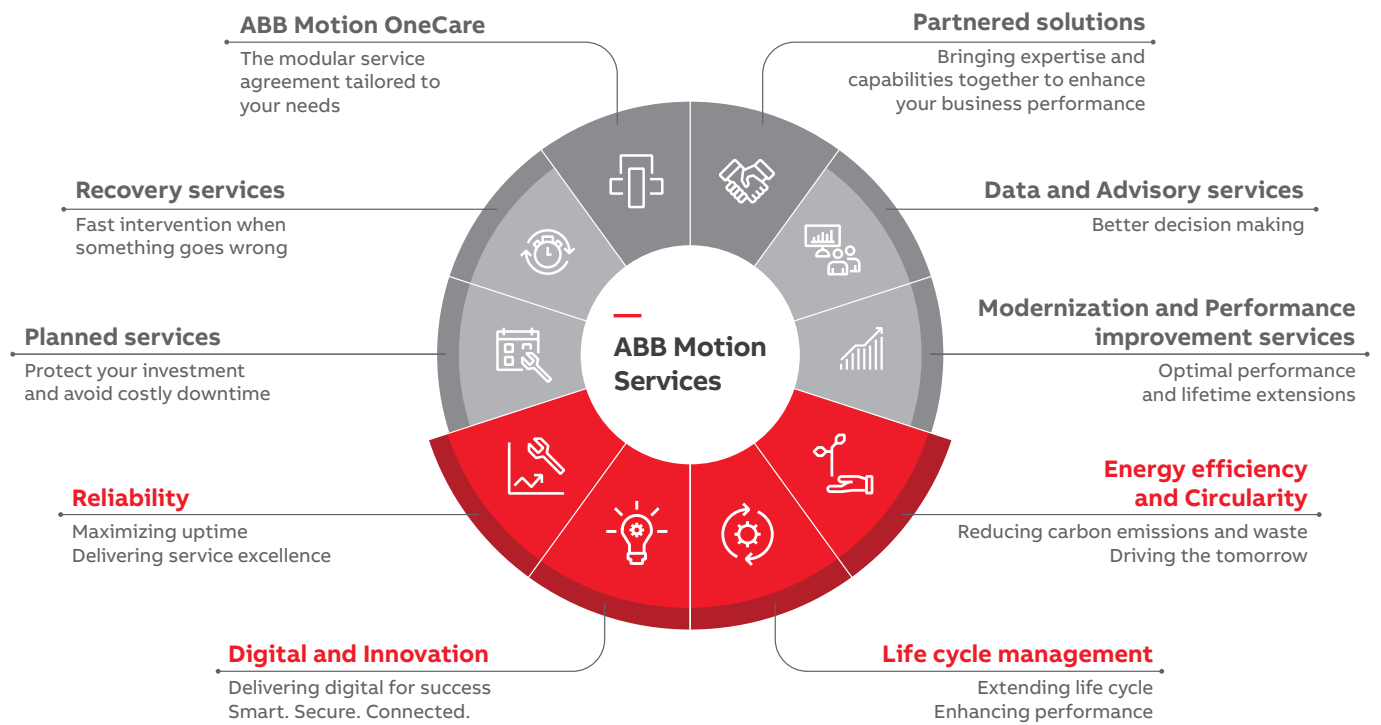 ABB Motion OneCare
The modular service
agreement tailored to
your needs
Partnered solutions
Bringing expertise and
capabilities together to enhance
your business performance
Recovery services
Fast intervention when
something goes wrong
Data and Advisory services
Better decision making
Planned services
Protect your investment
and avoid costly downtime
ABB Motion
Services
Modernization and Performance
improvement services
Optimal performance
and lifetime extensions
Reliability
Maximizing uptime
Delivering service excellence
Energy efficiency
and Circularity
Reducing carbon emissions and waste
Driving the tomorrow
Digital and Innovation
Delivering digital for success
Smart. Secure. Connected.
Life cycle management
Extending life cycle
Enhancing performance